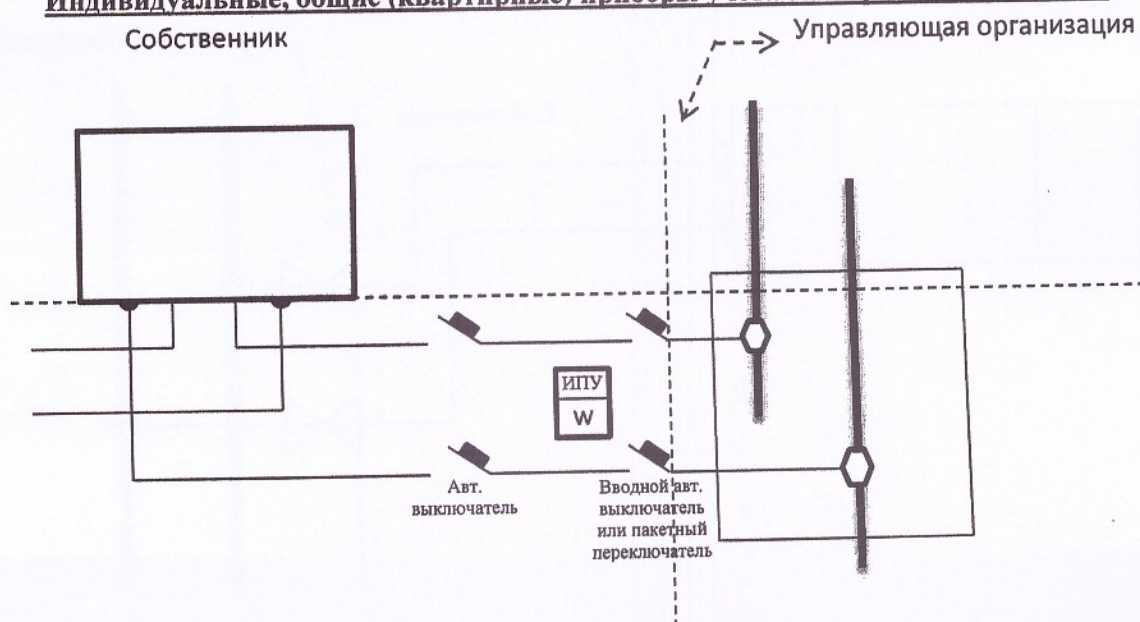 Индивидуальные, общие (квартирные) приборы
Собственник
Управляющая организация
ИПУ
W
Авт.
выключатель
Вводной авт.
выключатель
или пакетный
переключатель